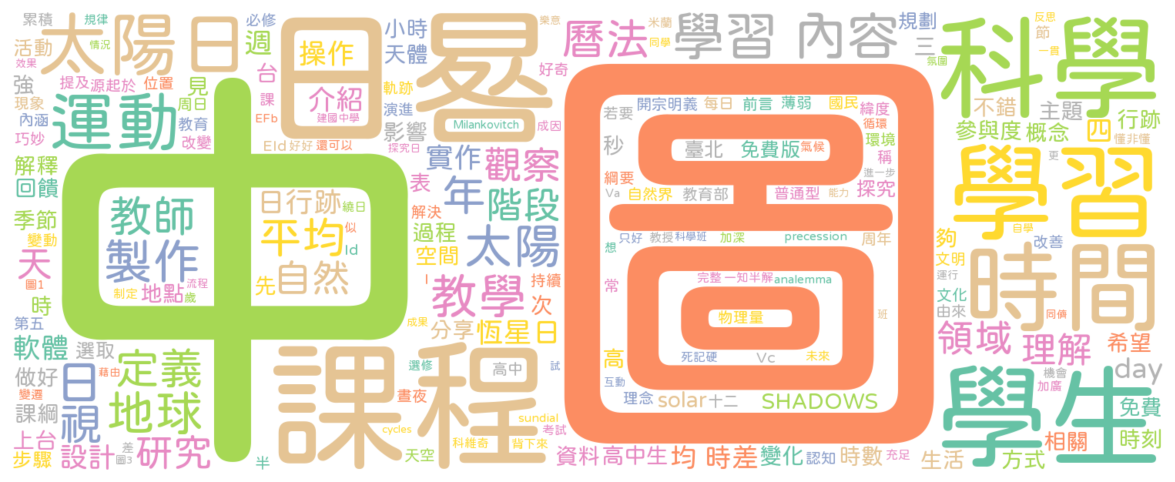 累積 規律
活動 情況
效果
太陽日
必修
週
日晷
操作
介紹
建國中學
小時
天體
曆法
好奇
學習內容
米蘭
樂意
同學
規劃
三
反思
節
一貫
氛圍
科學
強
提及 源起於 位置 見
現象
內涵
巧妙
運動
周日
教育
改變
台
課
EFb
軌跡
演進
影響
Milankovitch
成因
EId 好好 還可以
探究日
開宗明義 每日 前言 薄弱 國民 緯度
若要
循環
秒
臺北 免費版 氣候
環境
稱
不錯 主題
參與度 概念 四 行跡
懂非懂
解釋
回饋
實作 觀察
年 階段
表
綱要
Va 自然界 教育部 普通型 能力
進一步
探究
學習
更
自學
季節
變動
中
教師
製作
制定 地點 歲
流程
日行跡 繞日
平均 似
Id
先 自然
解決
過程
空間
太陽
圖
想
只好 教授 科學班 加深 precession 周年
夠
改善
文明
運行
天
圖1
時
教學
I
持續
次
常
完整 一知半解 analemma
物理量
班
文化
由來
時間
同儕
第五
成果
分享 恆星日
軟體 選取
做好
藉由
變遷
課綱
日
視
定義
地球
課程
選修 高中 試
晝夜
cycles
sundial
考試
科維奇 背下來
高
死記硬 Vc 未來
互動
理念 solar 十二 SHADOWS
領域 理解 希望
機會
加廣
day
學生
免費
相關 時刻
上台
步驟 設計
差
圖3
研究
半
天空
資料 高中生 均時差 變化 認知 時數 充足
生活 方式